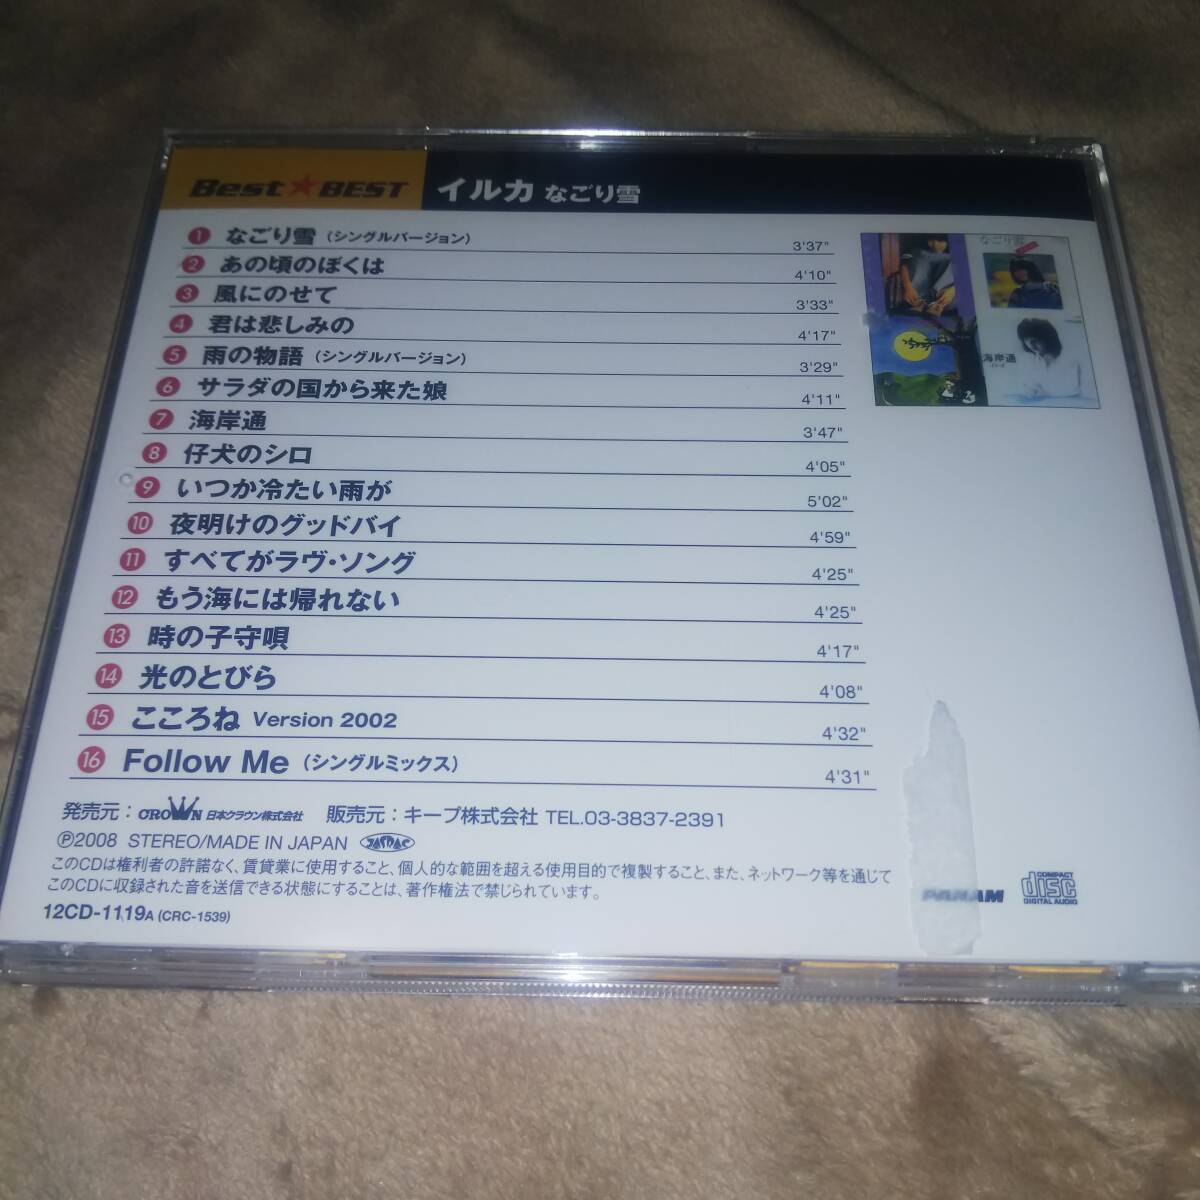 Best★BEST イルカ なごり雪
1 なごり雪（シングルバージョン） 3'37"
2 あの頃のぼくは 4'10"
3 風にのせて 3'33"
4 君は悲しみの 4'17"
5 雨の物語（シングルバージョン） 3'29"
6 サラダの国から来た娘 4'11"
7 海岸通 3'47"
8 仔犬のシロ 4'05"
9 いつか冷たい雨が 5'02"
10 夜明けのグッドバイ 4'59"
11 すべてがラヴ・ソング 4'25"
12 もう海には帰れない 4'25"
13 時の子守唄 4'17"
14 光のとびら 4'08"
15 こころね Version 2002 4'32"
16 Follow Me（シングルミックス） 4'31"
なごり雪
海岸通
発売元：CROWN 日本クラウン株式会社 販売元：キープ株式会社 TEL.03-3837-2391
Ⓟ2008 STEREO/MADE IN JAPAN JASRAC
このCDは権利者の許諾なく、賃貸業に使用すること、個人的な範囲を超える使用目的で複製すること、また、ネットワーク等を通じて
このCDに収録された音を送信できる状態にすることは、著作権法で禁じられています。
12CD-1119A (CRC-1539)
PANAM
COMPACT
disc
DIGITAL AUDIO